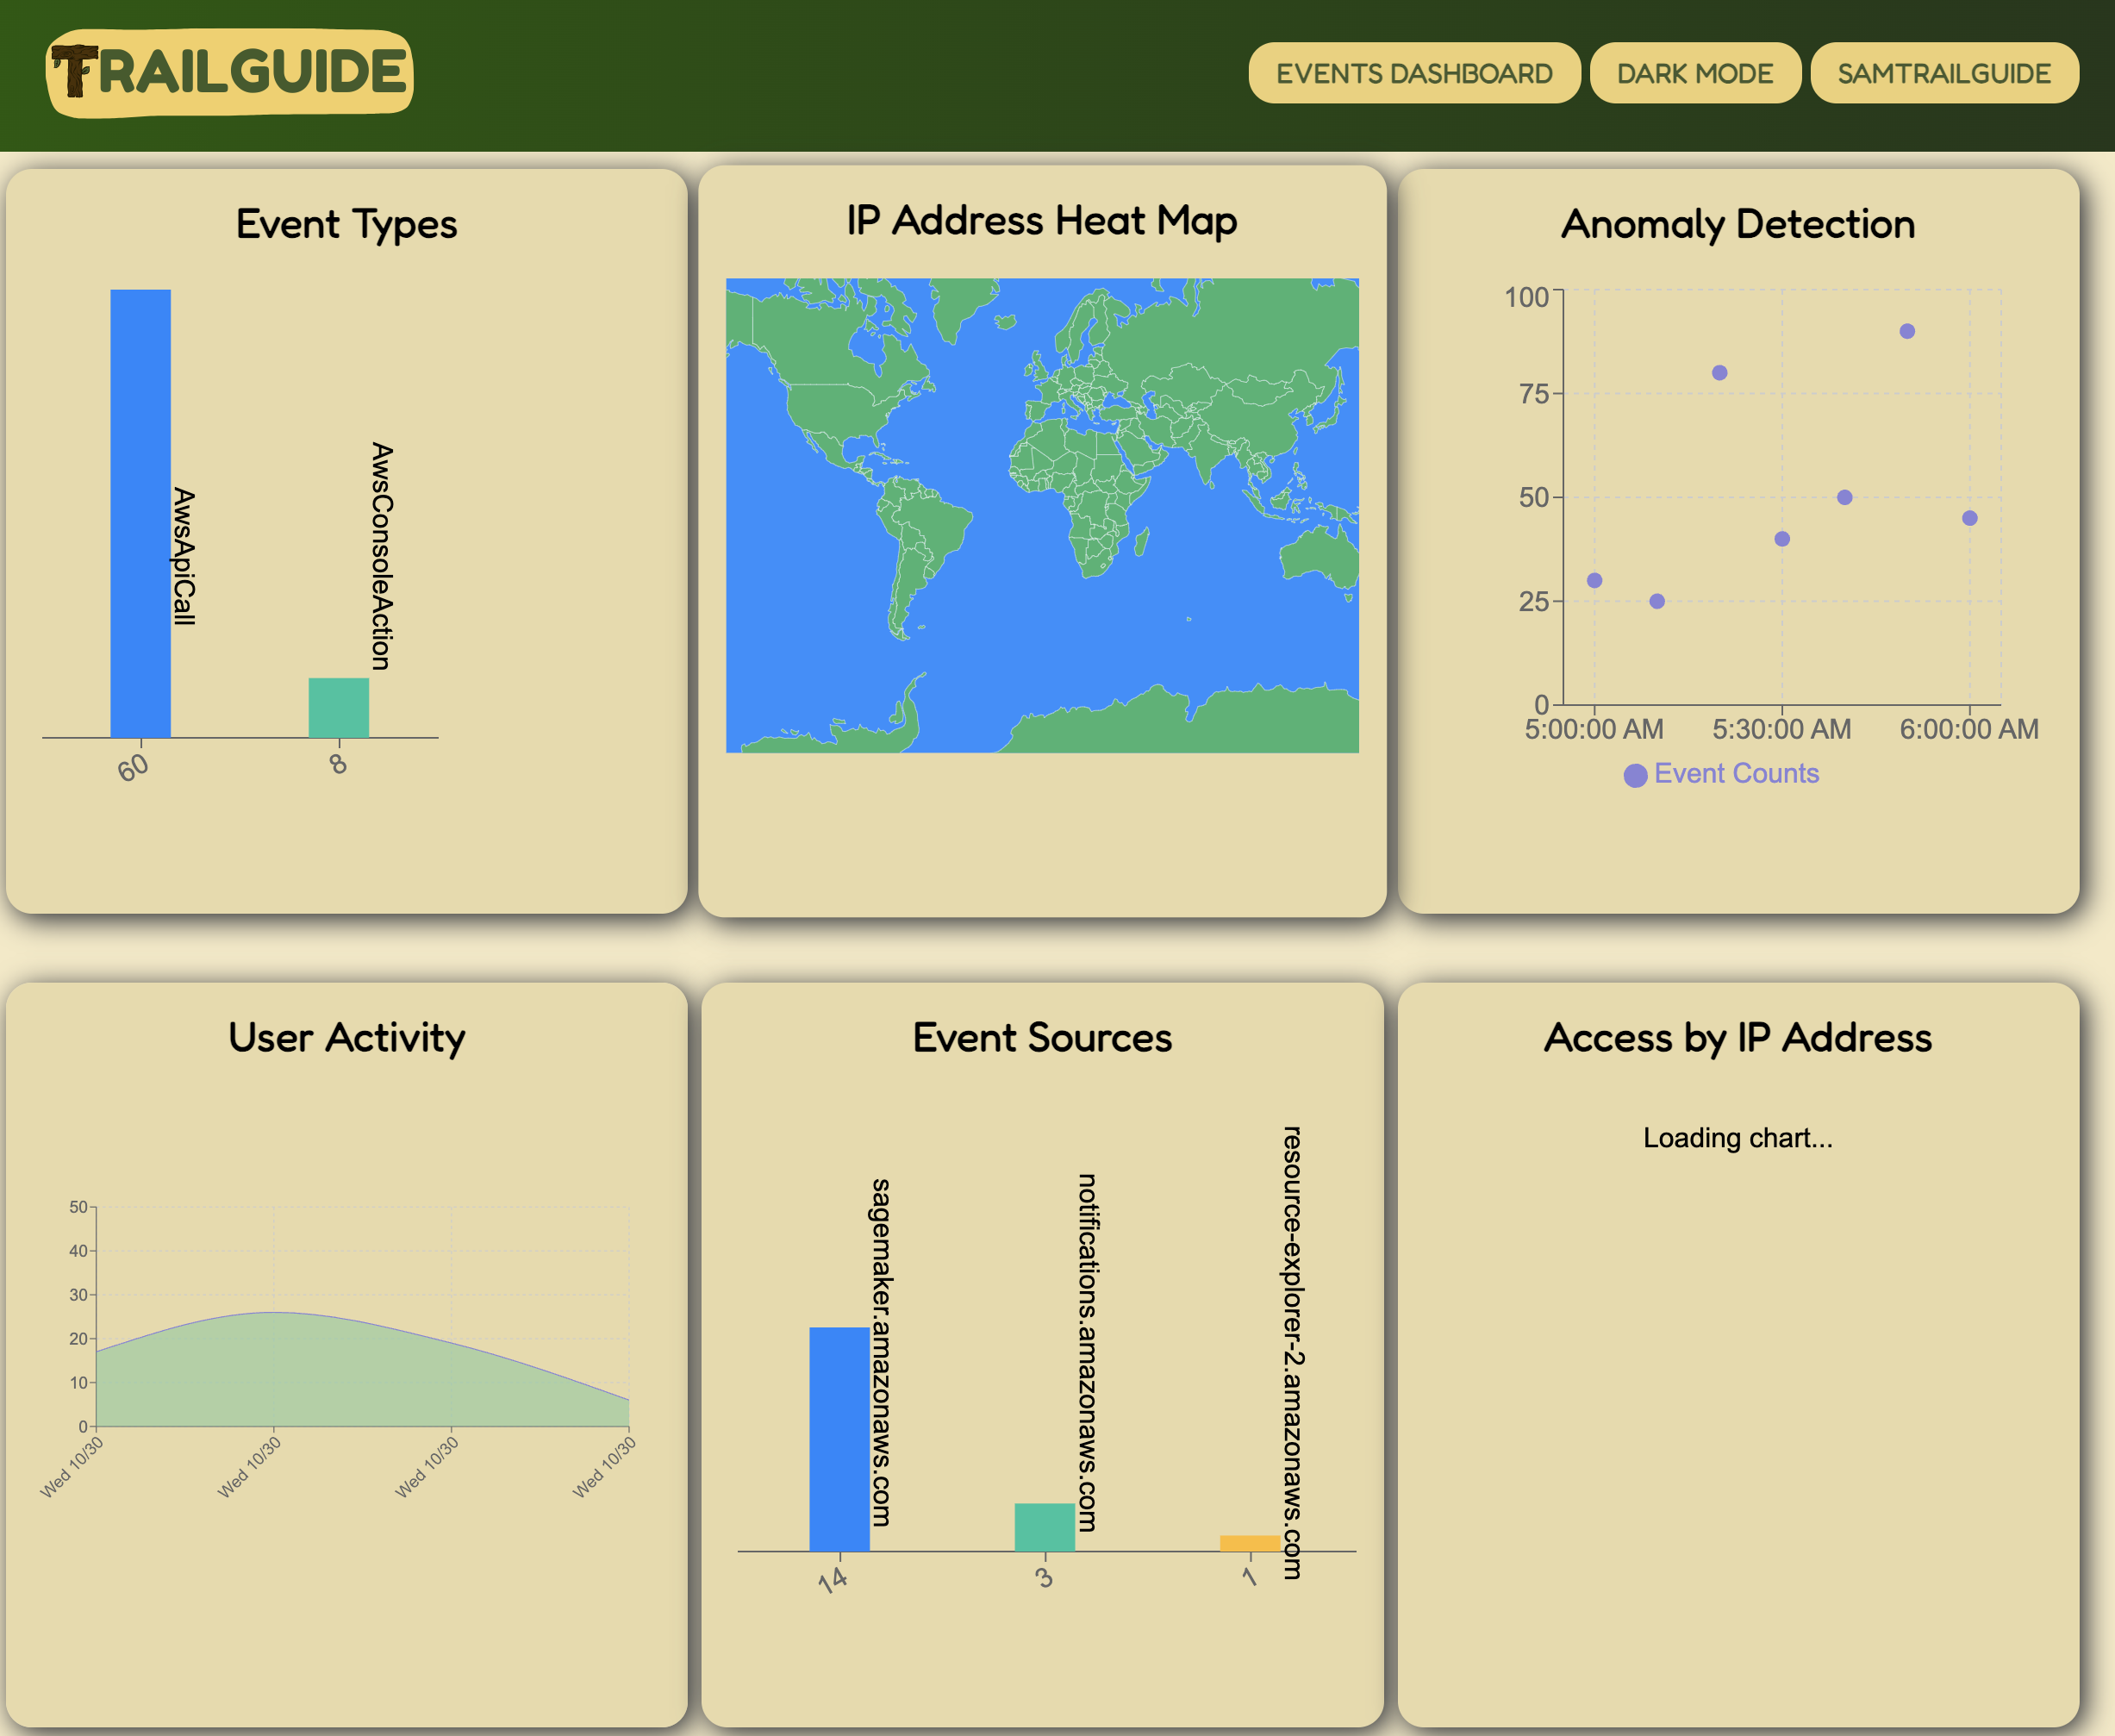 TRAILGUIDE
EVENTS DASHBOARD
DARK MODE
SAMTRAILGUIDE
Event Types
AwsApiCall
AwsConsoleAction
60
8
IP Address Heat Map
Anomaly Detection
100
75
50
25
0
5:00:00 AM
5:30:00 AM
6:00:00 AM
Event Counts
User Activity
50
40
30
20
10
0
Wed 10/30
Wed 10/30
Wed 10/30
Wed 10/30
Event Sources
sagemaker.amazonaws.com
notifications.amazonaws.com
resource-explorer-2.amazonaws.com
14
3
1
Access by IP Address
Loading chart...